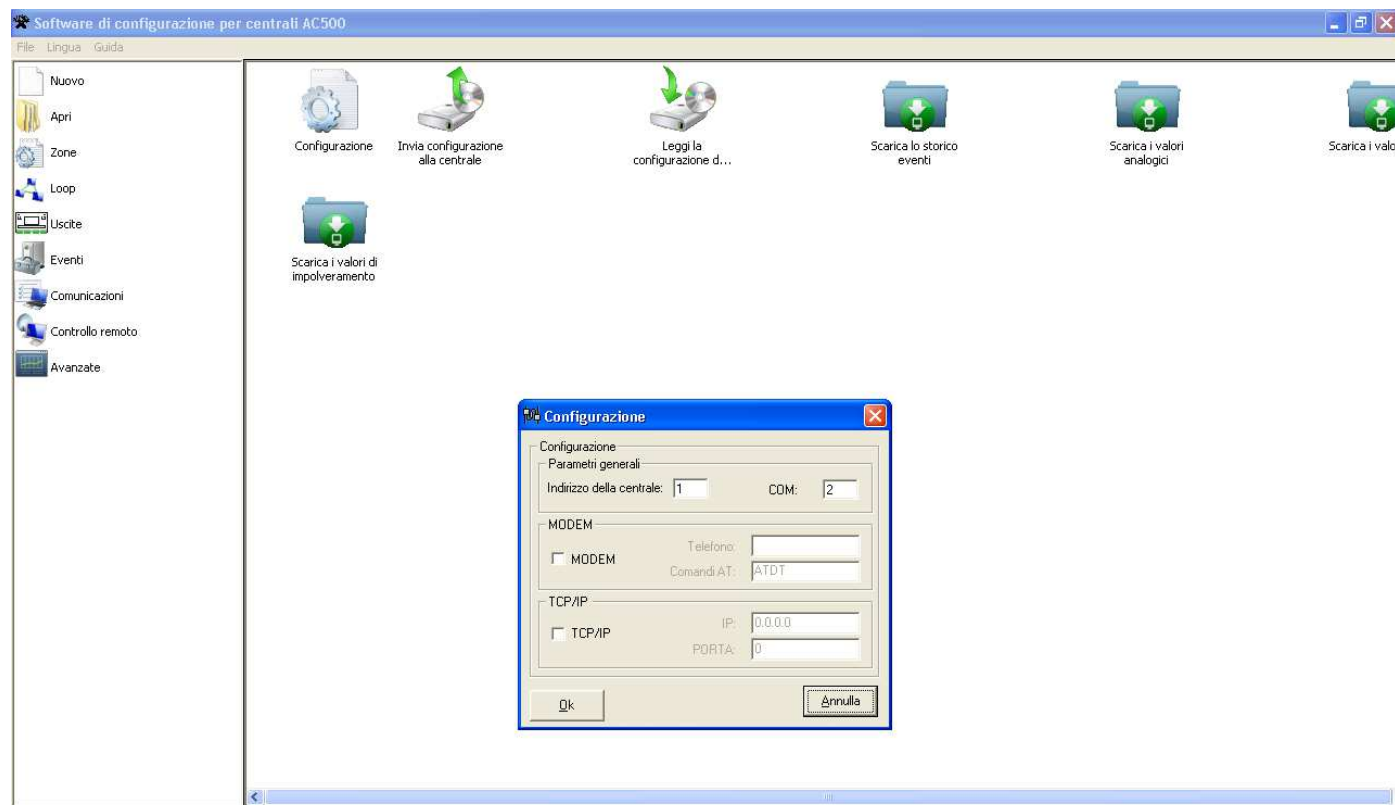 Software di configurazione per centrali AC500
File Lingua Guida
Nuovo
Apri
Zone
Loop
Uscite
Eventi
Comunicazioni
Controllo remoto
Avanzate
Configurazione
Invia configurazione
alla centrale
Leggi la
configurazione d...
Scarica lo storico
eventi
Scarica i valori
analogici
Scarica i valo
Scarica i valori di
impolveramento
Configurazione
Configurazione
Parametri generali
Indirizzo della centrale: 1 COM: 2
MODEM
MODEM
Telefono:
Comandi AT: ATDT
TCP/IP
TCP/IP
IP: 0.0.0.0
PORTA: 0
Ok
Annulla